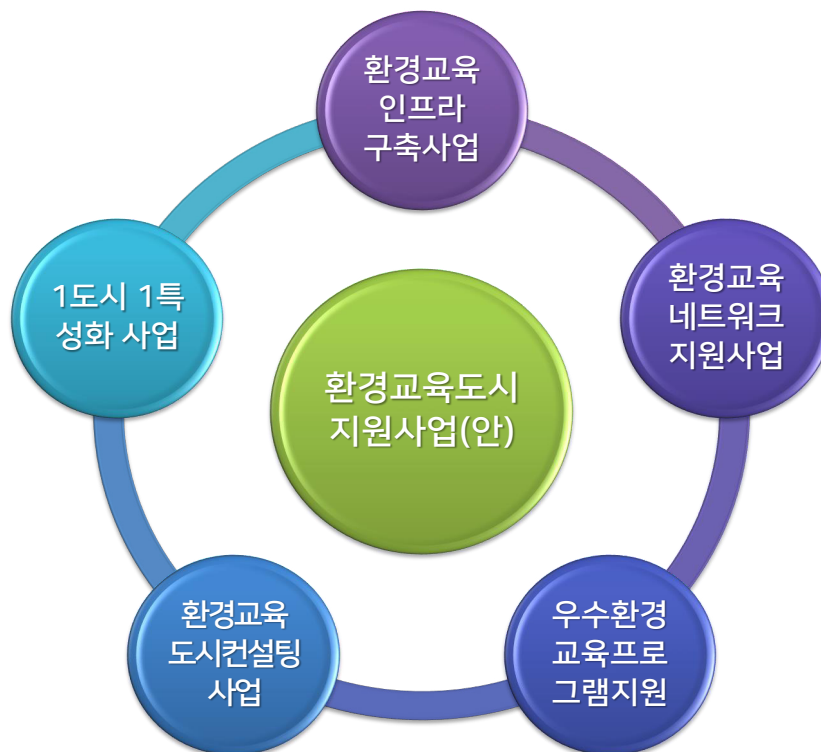 환경교육
인프라
구축사업
환경교육
네트워크
지원사업
우수환경
교육프로
그램지원
환경교육
도시컨설팅
사업
1도시 1특
성화 사업
환경교육도시
지원사업(안)